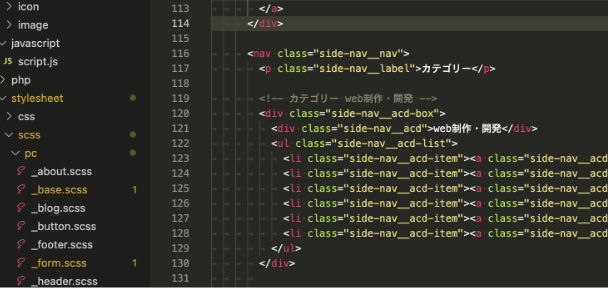 icon
image
javascript
script.js
php
stylesheet
css
scss
pc
_about.scss
_base.scss 1
_blog.scss
_button.scss
_footer.scss
_form.scss 1
_header.scss
113 </a>
114 </div>
115
116 <nav class="side-nav__nav">
117 <p class="side-nav__label">カテゴリー</p>
118
119 <!-- カテゴリー web制作・開発 -->
120 <div class="side-nav__acd-box">
121 <div class="side-nav__acd">web制作・開発</div>
122 <ul class="side-nav__acd-list">
123 <li class="side-nav__acd-item"><a class="side-nav__acd
124 <li class="side-nav__acd-item"><a class="side-nav__acd
125 <li class="side-nav__acd-item"><a class="side-nav__acd
126 <li class="side-nav__acd-item"><a class="side-nav__acd
127 <li class="side-nav__acd-item"><a class="side-nav__acd
128 <li class="side-nav__acd-item"><a class="side-nav__acd
129 </ul>
130 </div>
131